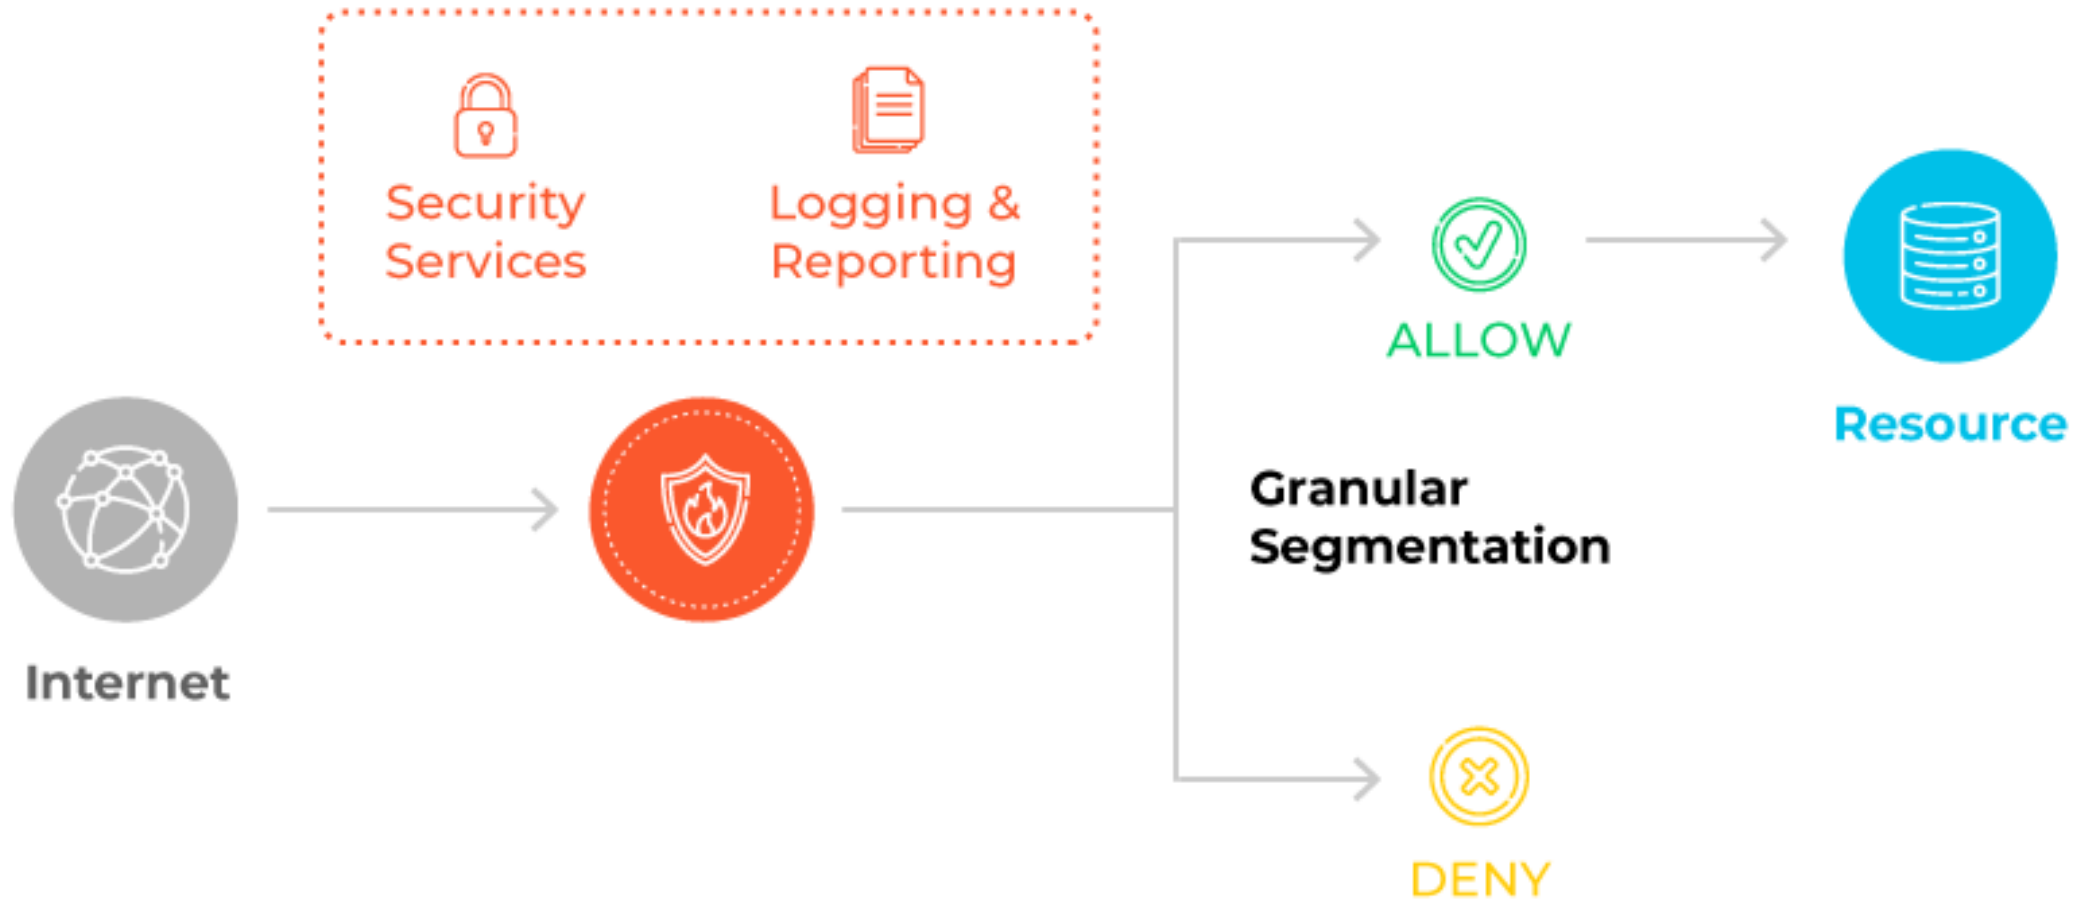 Security
Services
Logging &
Reporting
ALLOW
Resource
Granular
Segmentation
Internet
DENY